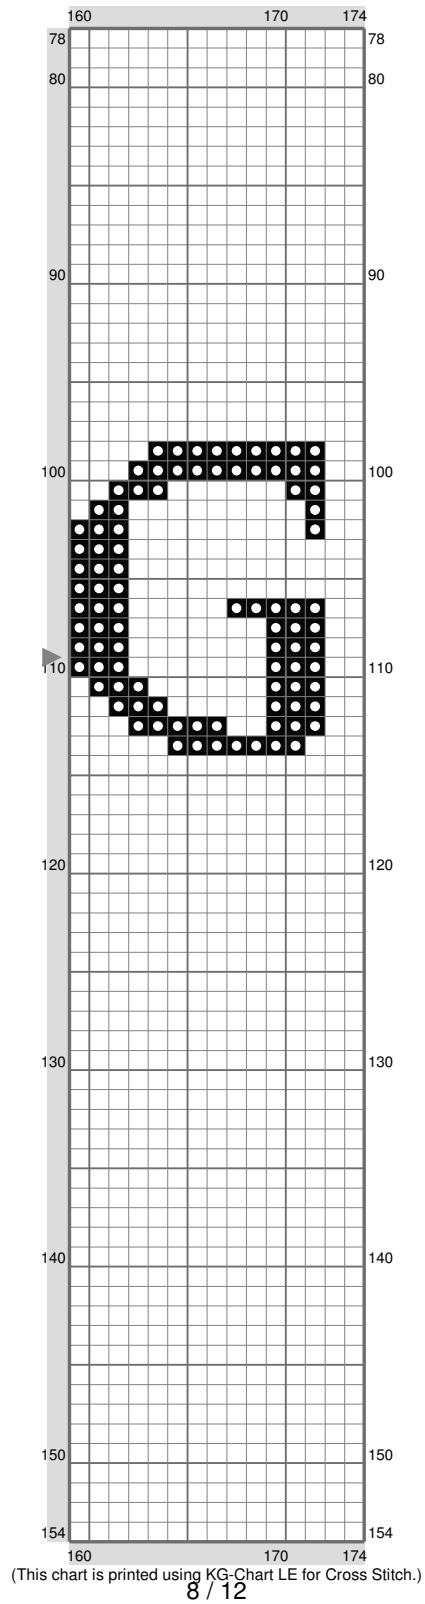 160 170 174
78 78
80 80
90 90
100 100
G
110 110
120 120
130 130
140 140
150 150
154 154
160 170 174
(This chart is printed using KG-Chart LE for Cross Stitch.)
8 / 12